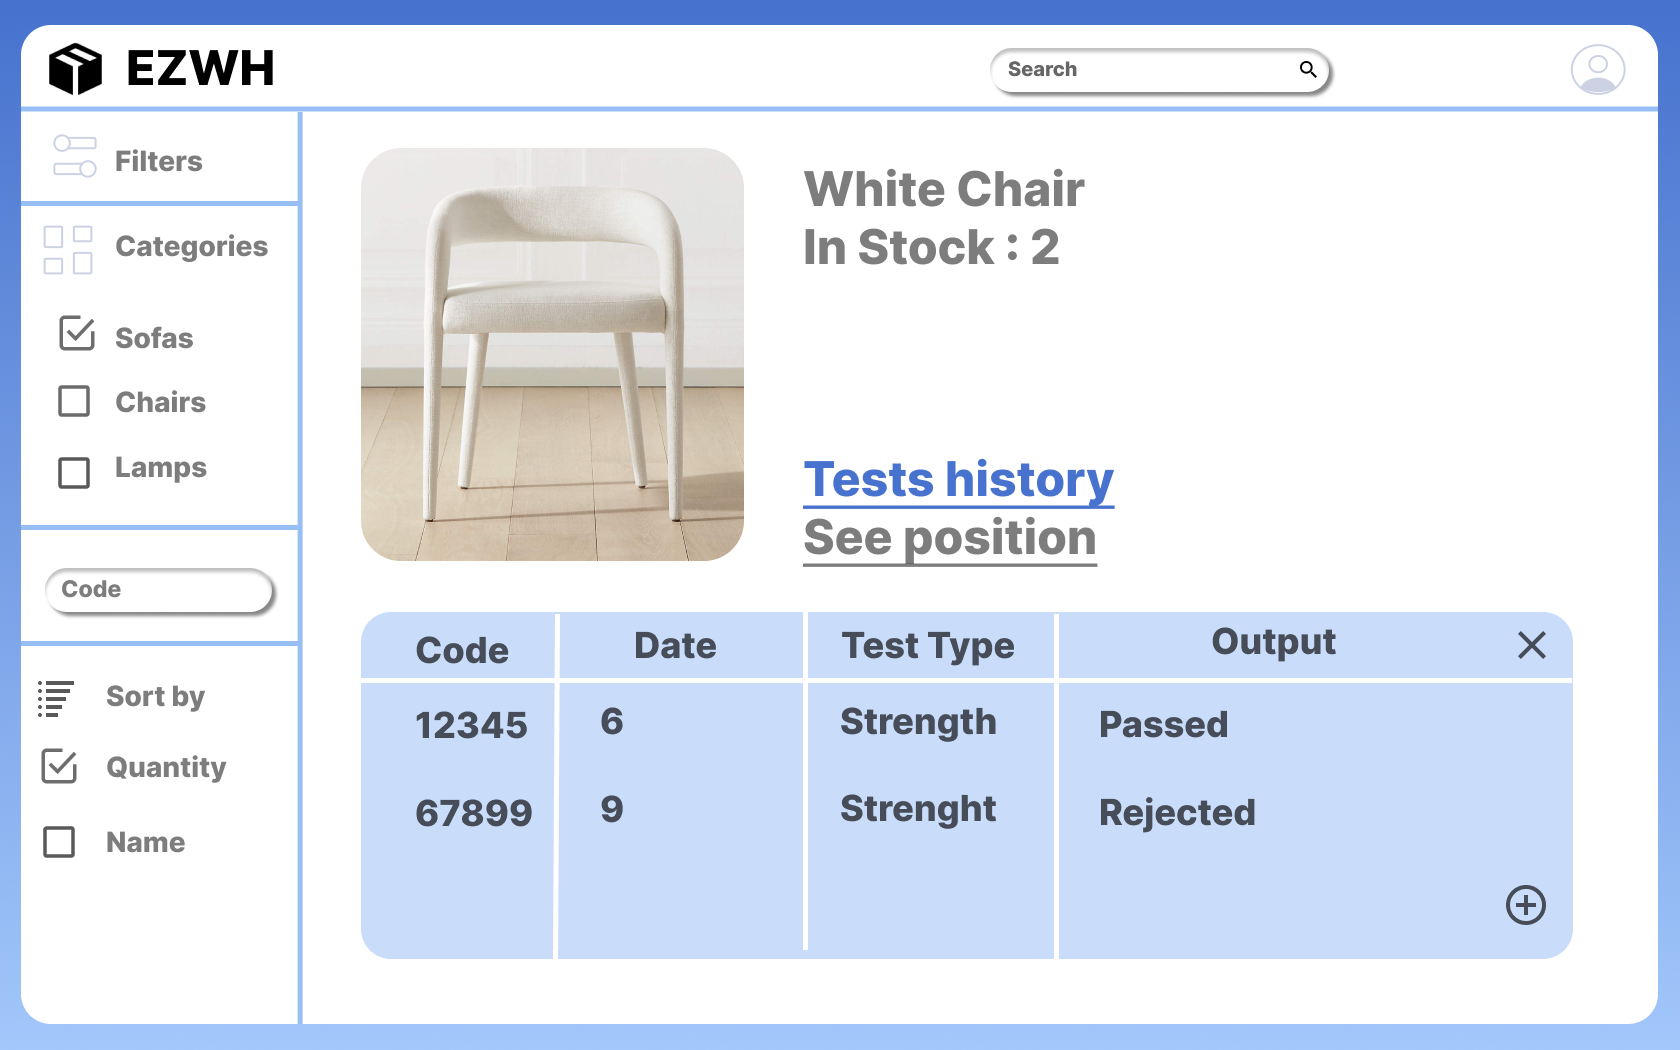 EZWH
Search
Filters
Categories
Sofas
Chairs
Lamps
Code
Sort by
Quantity
Name
White Chair
In Stock : 2
Tests history
See position
Code Date Test Type Output
12345 6 Strength Passed
67899 9 Strenght Rejected